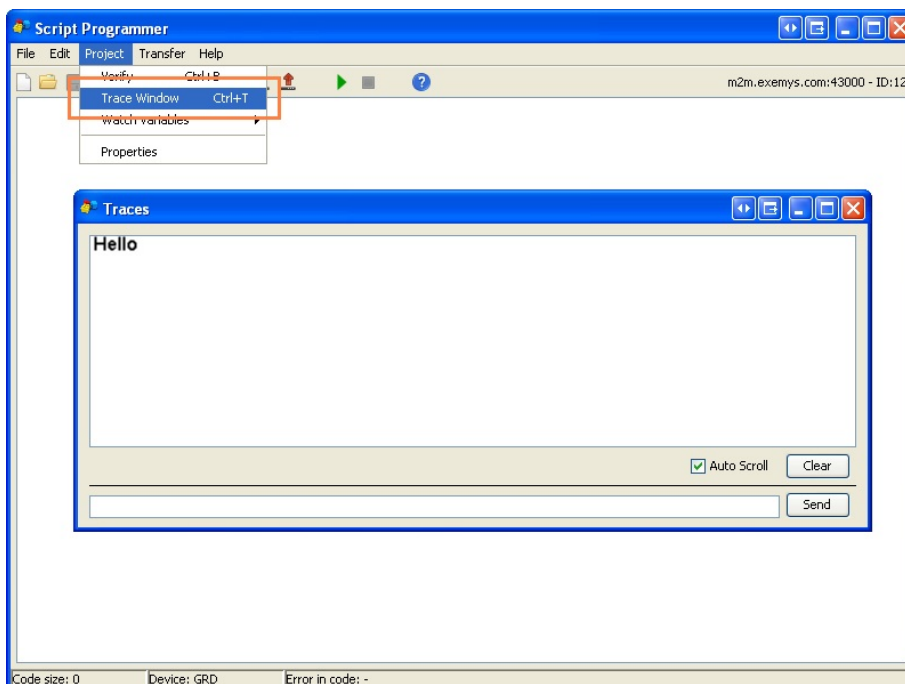 Script Programmer
File Edit Project Transfer Help
Verify Ctrl+B
m2m.exemys.com:43000 - ID:12
Trace Window Ctrl+T
Watch Variables
Properties
Traces
Hello
Auto Scroll Clear
Send
Code size: 0 Device: GRD Error in code: -